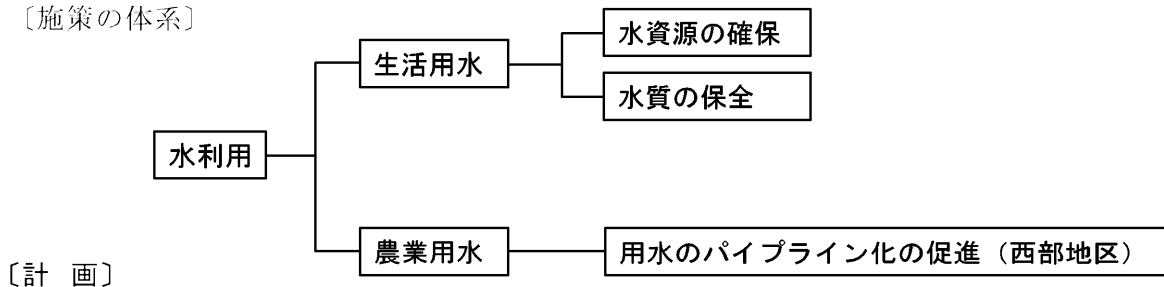 〔施策の体系〕
水資源の確保
生活用水
水質の保全
水利用
農業用水
用水のパイプライン化の促進（西部地区）
〔計　画〕